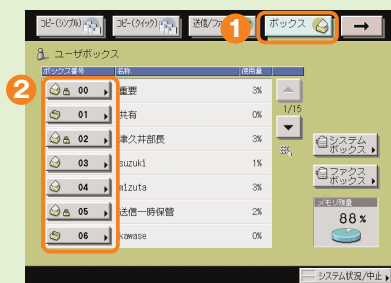 コピー(シンプル)
コピー(クイック)
送信/ファ
1
ボックス
ユーザボックス
ボックス番号 名称 使用量
2
00 重要 3%
01 共有 0%
02 津久井部長 3%
03 suzuki 1%
04 mizuta 3%
05 送信一時保管 2%
06 kawase 0%
1/15
システム
ボックス
ファクス
ボックス
メモリ残量
88%
システム状況/中止